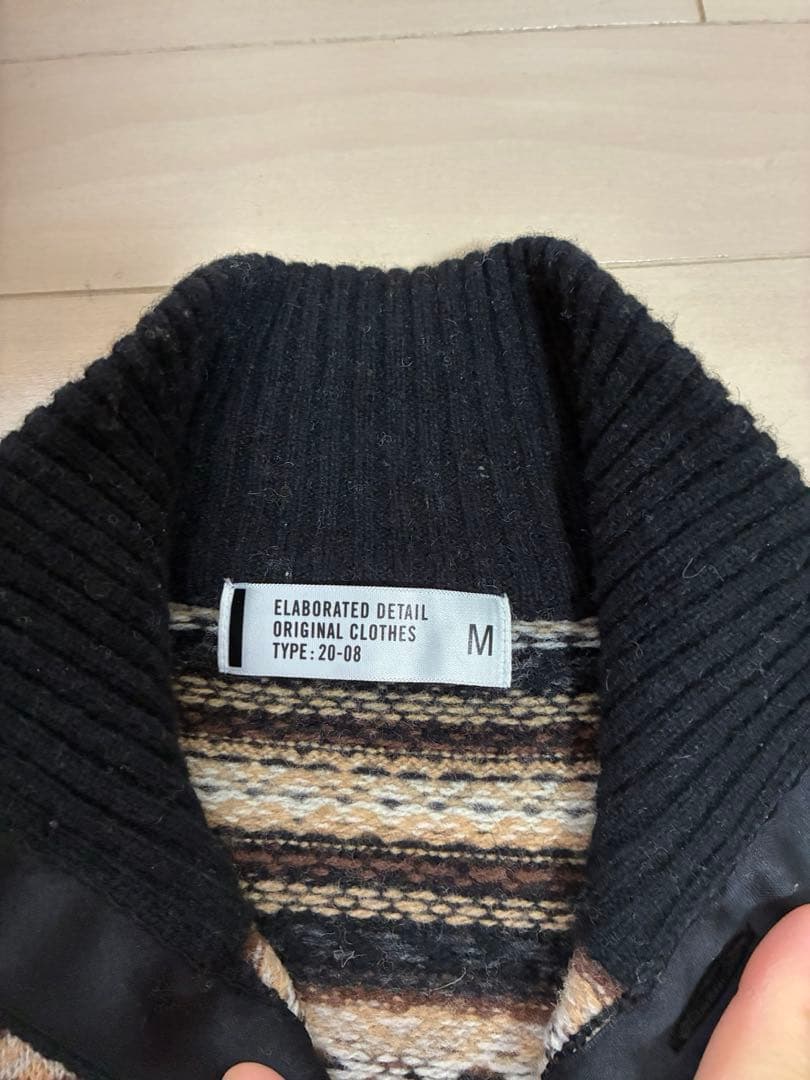 ELABORATED DETAIL
ORIGINAL CLOTHES
TYPE: 20-08
M